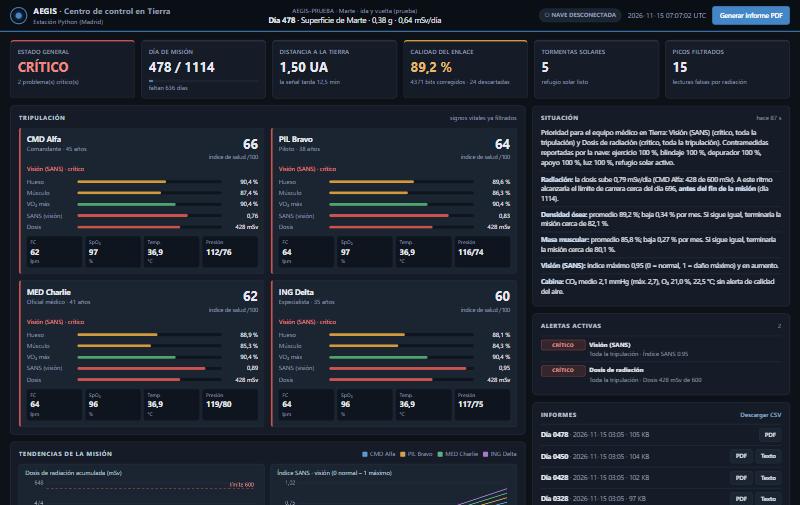 AEGIS · Centro de control en Tierra
Estación Python (Madrid)
AEGIS-PRUEBA · Marte · ida y vuelta (prueba)
Día 478 · Superficie de Marte · 0,38 g · 0,64 mSv/día
NAVE DESCONECTADA
2026-11-15 07:07:02 UTC
Generar informe PDF
ESTADO GENERAL
CRÍTICO
2 problema(s) crítico(s)
DÍA DE MISIÓN
478 / 1114
faltan 636 días
DISTANCIA A LA TIERRA
1,50 UA
la señal tarda 12,5 min
CALIDAD DEL ENLACE
89,2 %
4371 bits corregidos · 24 descartadas
TORMENTAS SOLARES
5
refugio solar listo
PICOS FILTRADOS
15
lecturas falsas por radiación
TRIPULACIÓN
signos vitales ya filtrados
CMD Alfa
Comandante · 45 años
66
índice de salud /100
Visión (SANS) · crítico
Hueso 90,4 %
Músculo 87,4 %
VO₂ máx 90,4 %
SANS (visión) 0,76
Dosis 428 mSv
FC 62 lpm
SpO₂ 97 %
Temp. 36,9 °C
Presión 112/76
PIL Bravo
Piloto · 38 años
64
índice de salud /100
Visión (SANS) · crítico
Hueso 89,6 %
Músculo 86,3 %
VO₂ máx 90,4 %
SANS (visión) 0,83
Dosis 428 mSv
FC 64 lpm
SpO₂ 97 %
Temp. 36,9 °C
Presión 116/74
MED Charlie
Oficial médico · 41 años
62
índice de salud /100
Visión (SANS) · crítico
Hueso 88,9 %
Músculo 85,3 %
VO₂ máx 90,4 %
SANS (visión) 0,89
Dosis 428 mSv
FC 64 lpm
SpO₂ 96 %
Temp. 36,9 °C
Presión 119/80
ING Delta
Especialista · 35 años
60
índice de salud /100
Visión (SANS) · crítico
Hueso 88,1 %
Músculo 84,3 %
VO₂ máx 90,4 %
SANS (visión) 0,95
Dosis 428 mSv
FC 64 lpm
SpO₂ 96 %
Temp. 36,9 °C
Presión 117/75
TENDENCIAS DE LA MISIÓN
CMD Alfa PIL Bravo MED Charlie ING Delta
Dosis de radiación acumulada (mSv)
648
límite 600
474
Índice SANS · visión (0 normal – 1 máximo)
1,02
0,75
SITUACIÓN
hace 87 s
Prioridad para el equipo médico en Tierra: Visión (SANS) (crítico, toda la
tripulación) y Dosis de radiación (crítico, toda la tripulación). Contramedidas
reportadas por la nave: ejercicio 100 %, blindaje 100 %, depurador 100 %,
apoyo 100 %, luz 100 %, refugio solar activo.
Radiación: la dosis sube 0,79 mSv/día (CMD Alfa: 428 de 600 mSv). A este ritmo
alcanzaría el límite de carrera cerca del día 696, antes del fin de la misión (día
1114).
Densidad ósea: promedio 89,2 %; baja 0,34 % por mes. Si sigue igual, terminaría la
misión cerca de 82,1 %.
Masa muscular: promedio 85,8 %; baja 0,27 % por mes. Si sigue igual, terminaría
la misión cerca de 80,1 %.
Visión (SANS): índice máximo 0,95 (0 = normal, 1 = daño máximo) y en aumento.
Cabina: CO₂ medio 2,1 mmHg (máx. 2,7), O₂ 21,0 %, 22,5 °C; sin alerta de calidad
del aire.
ALERTAS ACTIVAS
2
CRÍTICO
Visión (SANS)
Toda la tripulación · Índice SANS 0.95
CRÍTICO
Dosis de radiación
Toda la tripulación · Dosis 428 mSv de 600
INFORMES
Descargar CSV
Día 0478 · 2026-11-15 03:05 · 105 KB PDF
Día 0450 · 2026-11-15 03:05 · 104 KB PDF Texto
Día 0428 · 2026-11-15 03:05 · 102 KB PDF Texto
Día 0328 · 2026-11-15 03:05 · 97 KB PDF Texto